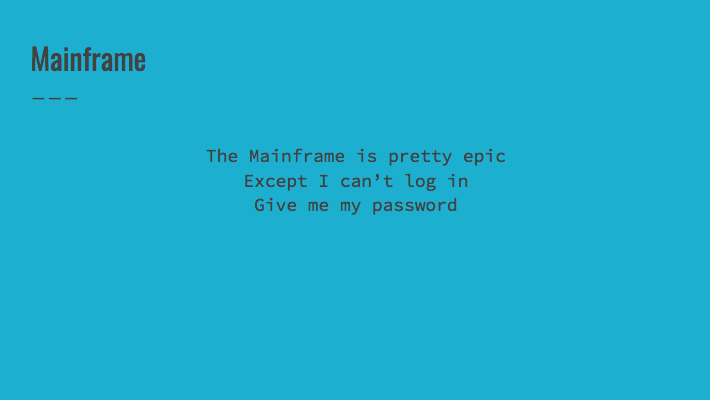 Mainframe
The Mainframe is pretty epic
Except I can’t log in
Give me my password